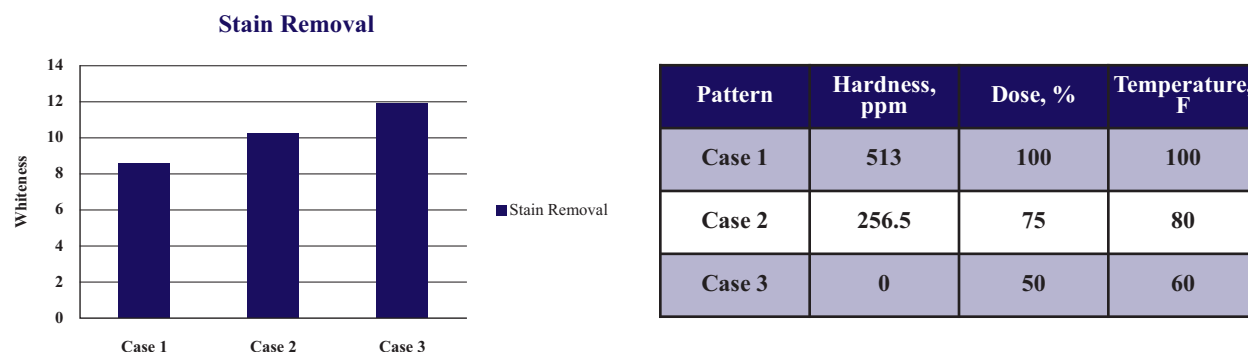 Stain Removal
14
12
10
8
6
4
2
0
Whiteness
Case 1
Case 2
Case 3
Stain Removal
Pattern
Hardness,
ppm
Dose, %
Temperature,
F
Case 1 513 100 100
Case 2 256.5 75 80
Case 3 0 50 60